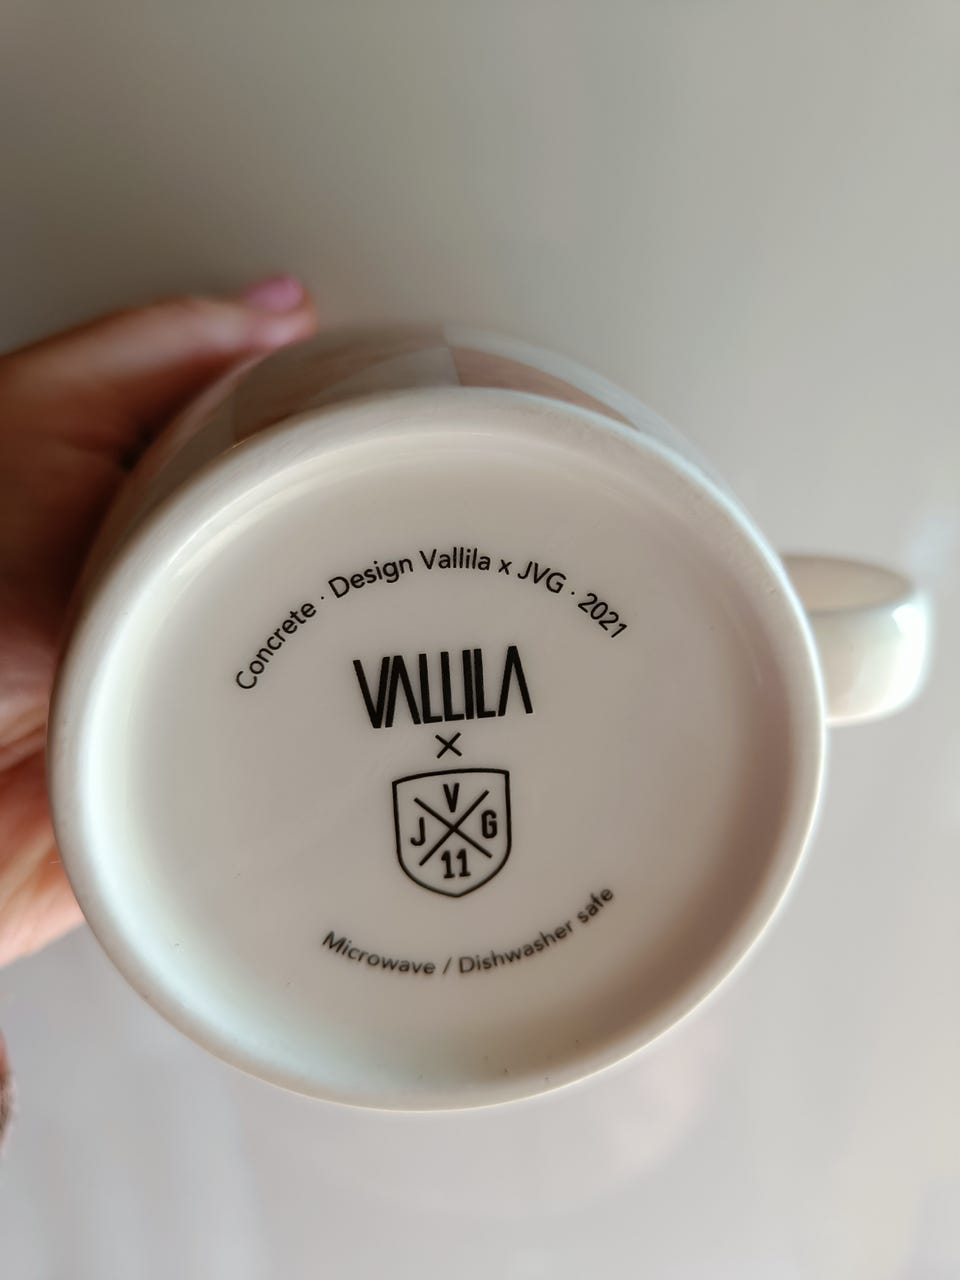 Concrete · Design Vallila x JVG · 2021
VALLILA
X
V
J G
11
Microwave / Dishwasher safe